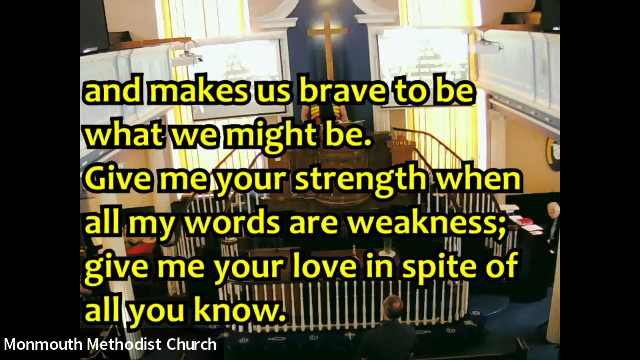 and makes us brave to be
what we might be.
Give me your strength when
all my words are weakness;
give me your love in spite of
all you know.
Monmouth Methodist Church